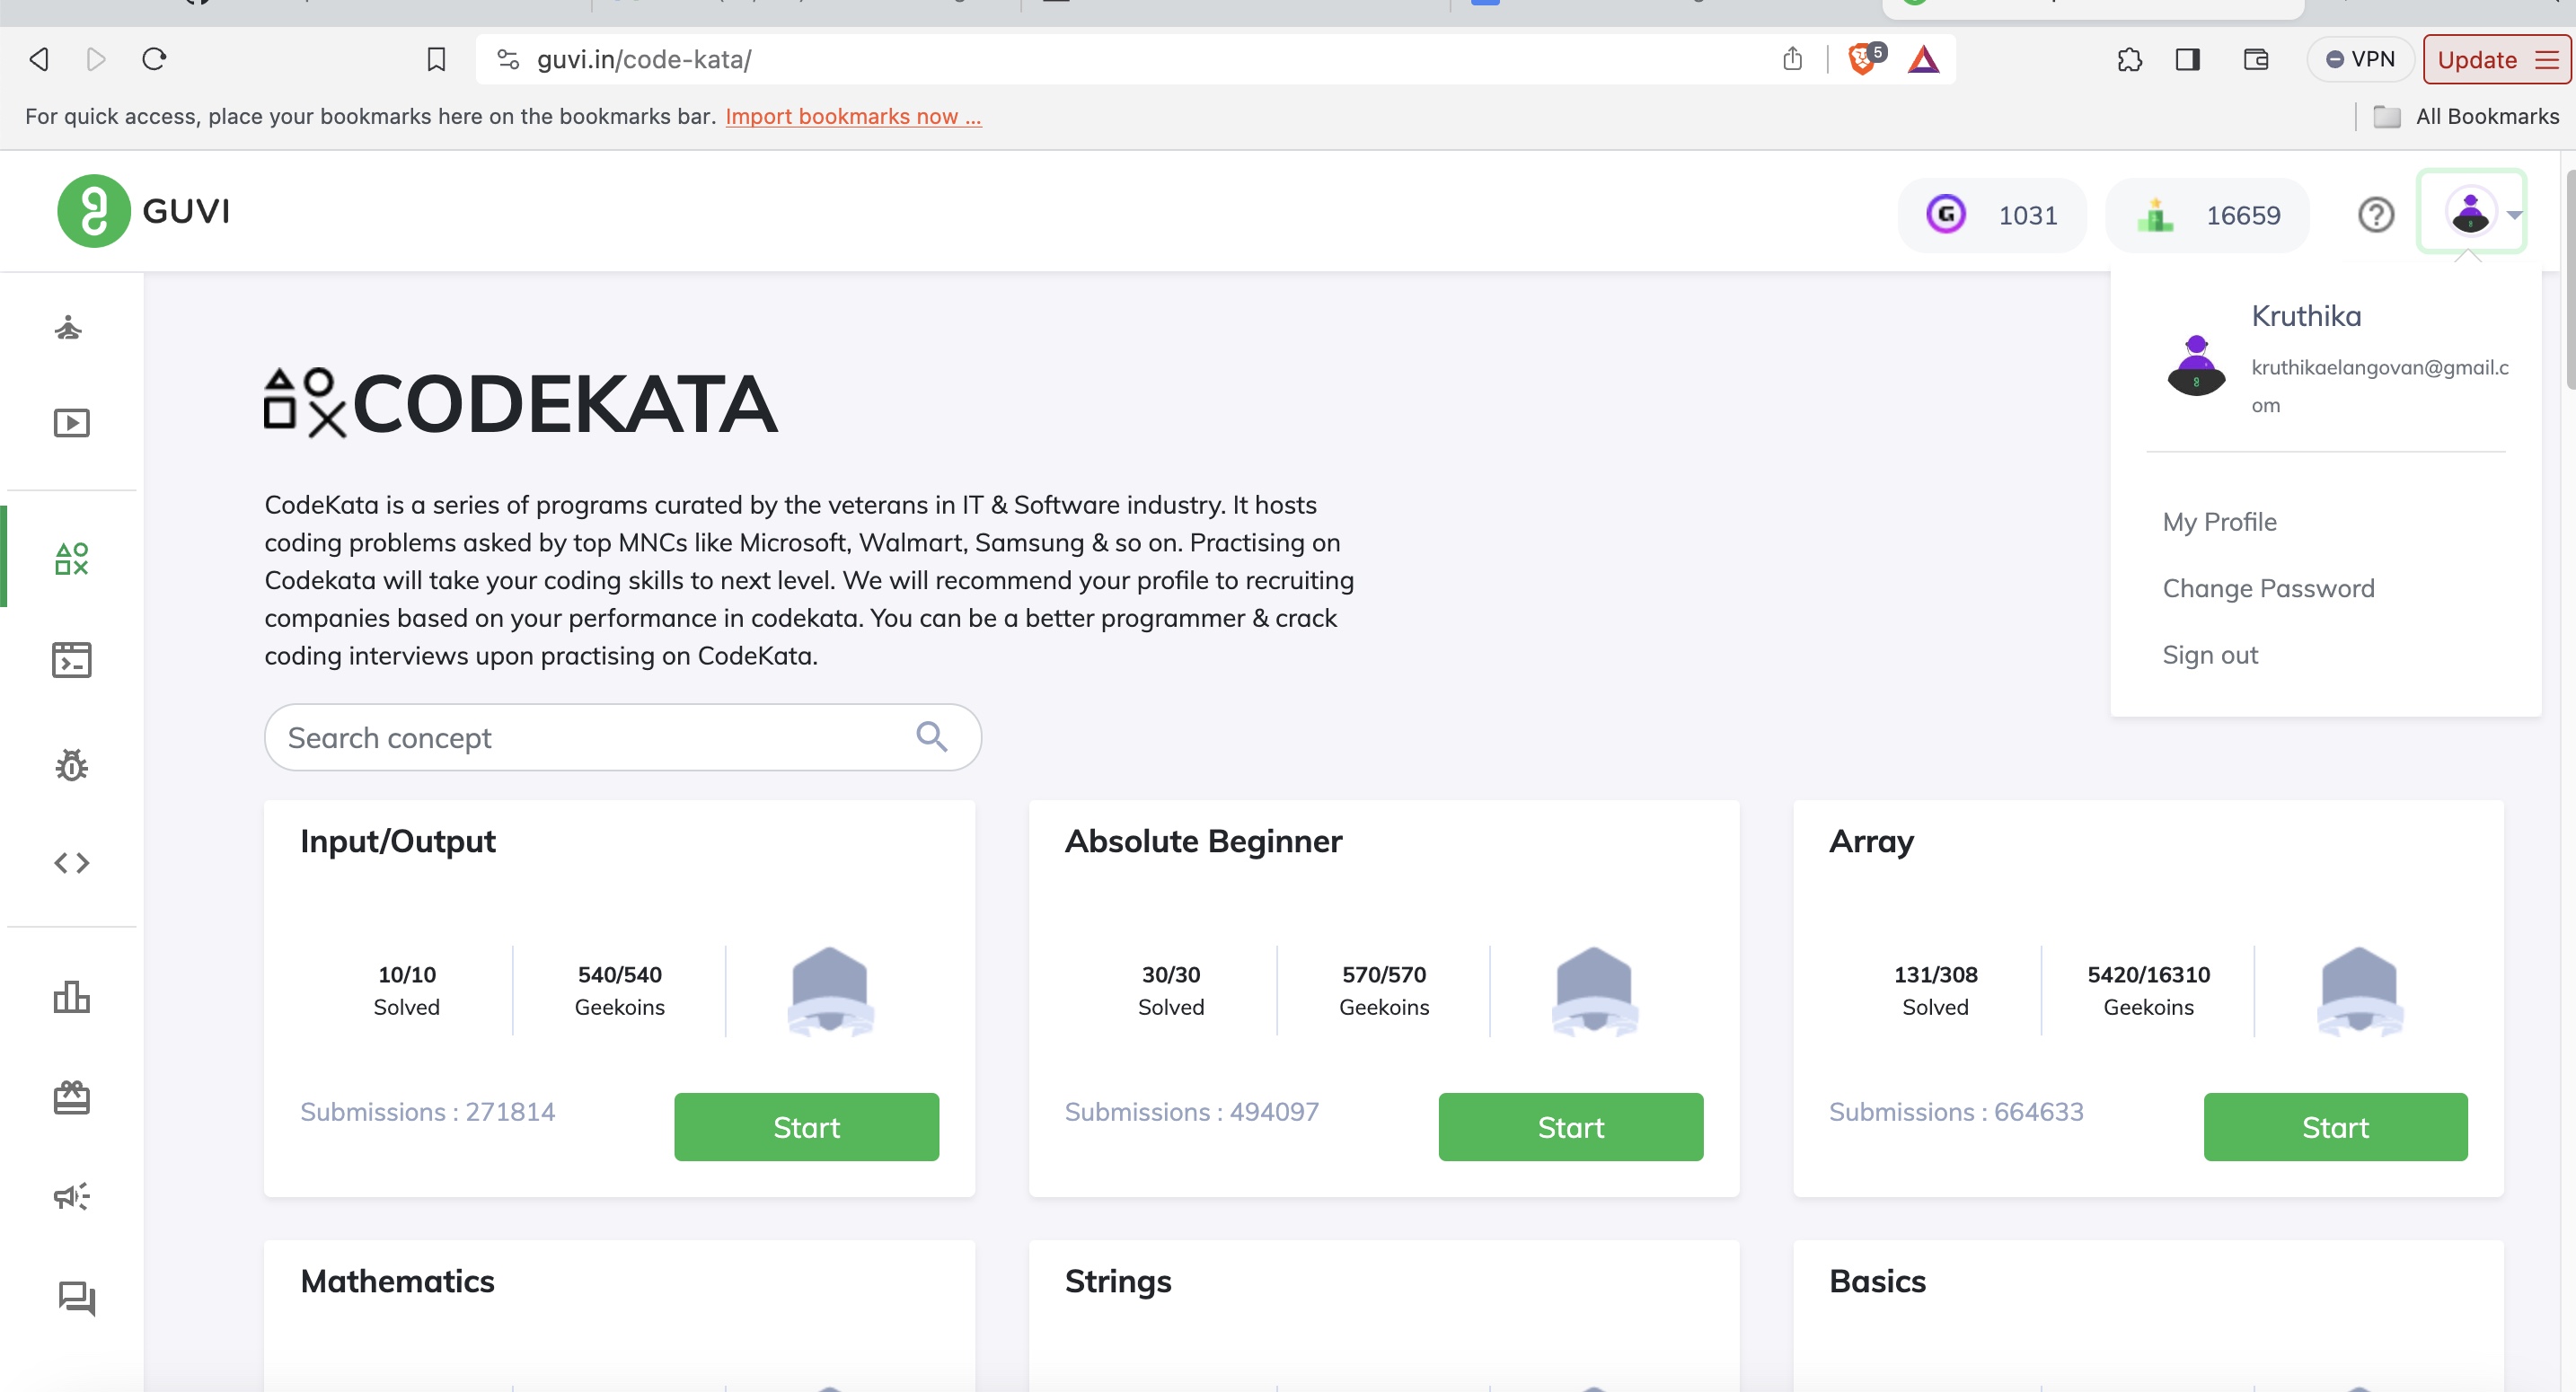 guvi.in/code-kata/
5
VPN
Update
For quick access, place your bookmarks here on the bookmarks bar. Import bookmarks now ...
All Bookmarks
GUVI
G
1031
16659
Kruthika
kruthikaelangovan@gmail.c
om
My Profile
Change Password
Sign out
CODEKATA
CodeKata is a series of programs curated by the veterans in IT & Software industry. It hosts
coding problems asked by top MNCs like Microsoft, Walmart, Samsung & so on. Practising on
Codekata will take your coding skills to next level. We will recommend your profile to recruiting
companies based on your performance in codekata. You can be a better programmer & crack
coding interviews upon practising on CodeKata.
Search concept
Input/Output
10/10
Solved
540/540
Geekoins
Submissions : 271814
Start
Absolute Beginner
30/30
Solved
570/570
Geekoins
Submissions : 494097
Start
Array
131/308
Solved
5420/16310
Geekoins
Submissions : 664633
Start
Mathematics
Strings
Basics